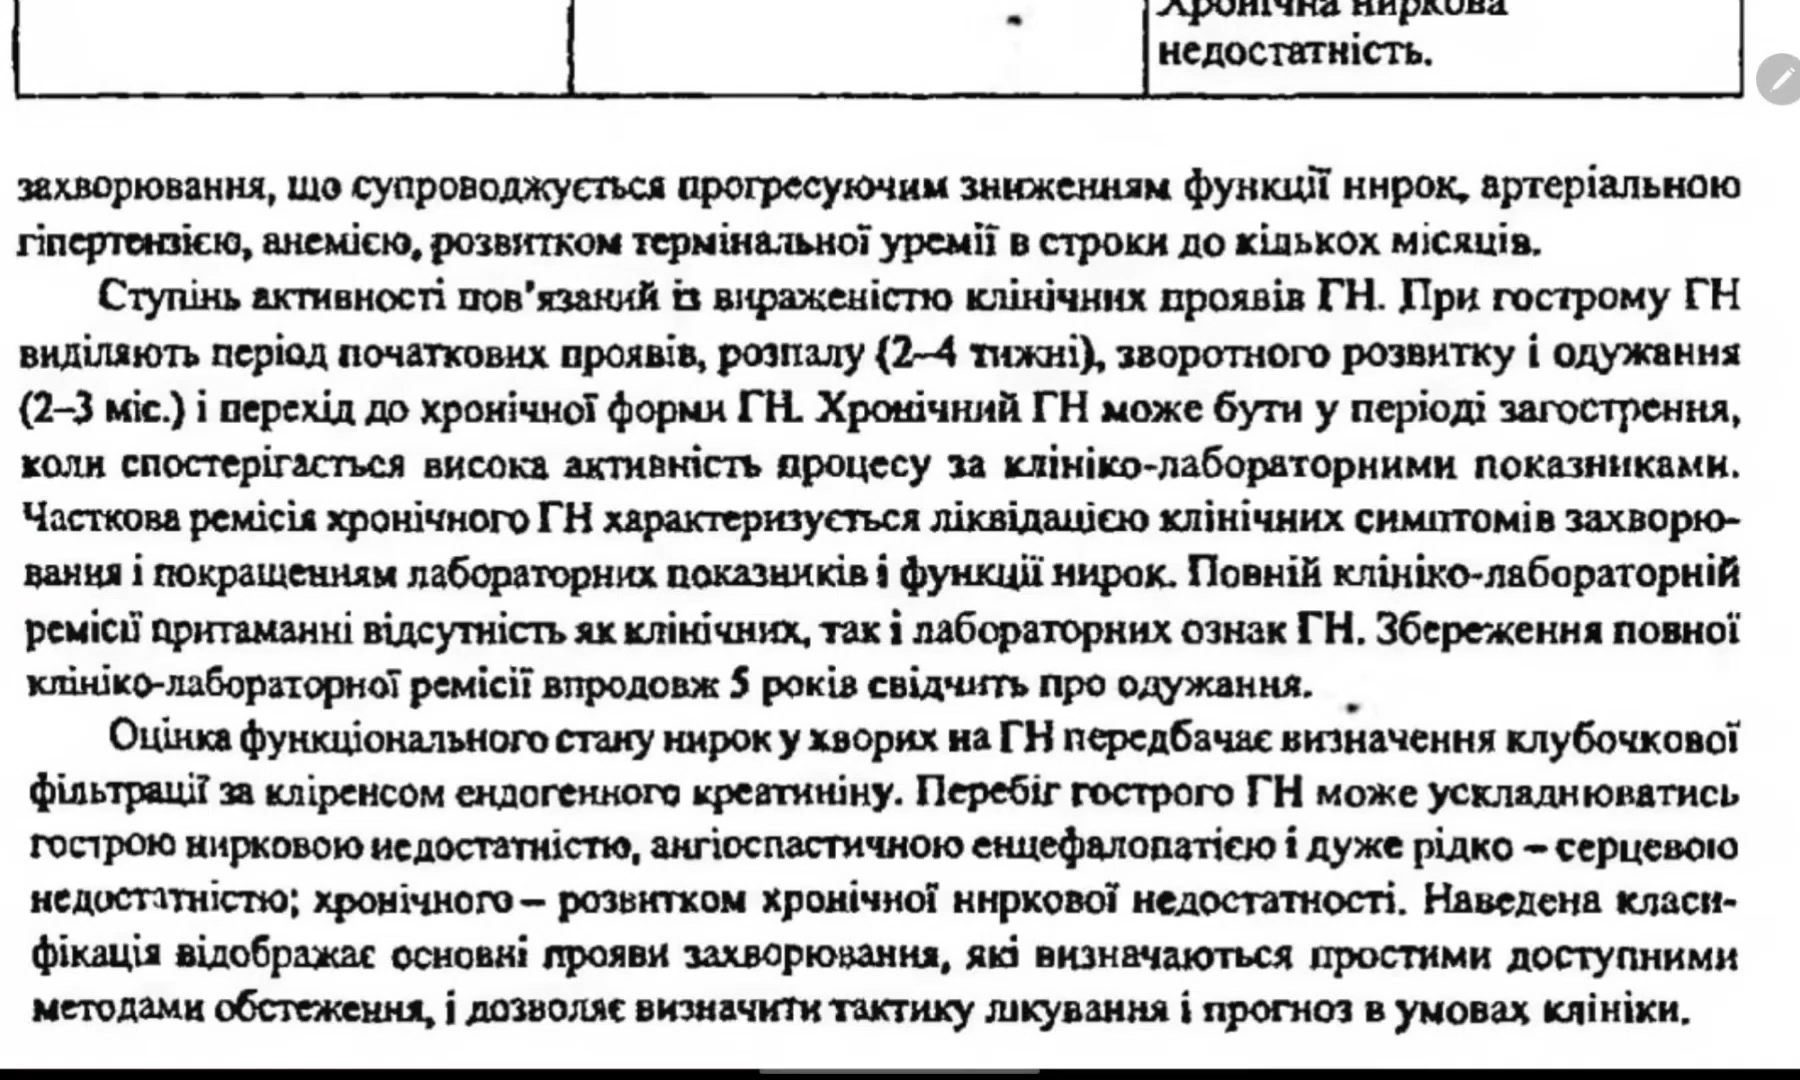 Хронічна ниркова
недостатність.
захворювання, що супроводжується прогресуючим зниженням функції нирок, артеріальною
гіпертензією, анемією, розвитком термінальної уремії в строки до кількох місяців.
Ступінь активності пов'язаний із вираженістю клінічних проявів ГН. При гострому ГН
виділяють період початкових проявів, розпалу (2–4 тижні), зворотного розвитку і одужання
(2–3 міс.) і перехід до хронічної форми ГН. Хронічний ГН може бути у періоді загострення,
коли спостерігається висока активність процесу за клініко-лабораторними показниками.
Часткова ремісія хронічного ГН характеризується ліквідацією клінічних симптомів захворю-
вання і покращенням лабораторних показників і функції нирок. Повній клініко-лабораторній
ремісії притаманні відсутність як клінічних, так і лабораторних ознак ГН. Збереження повної
клініко-лабораторної ремісії впродовж 5 років свідчить про одужання.
Оцінка функціонального стану нирок у хворих на ГН передбачає визначення клубочкової
фільтрації за кліренсом ендогенного креатиніну. Перебіг гострого ГН може ускладнюватись
гострою нирковою недостатністю, ангіоспастичною енцефалопатією і дуже рідко – серцевою
недостатністю; хронічного – розвитком хронічної ниркової недостатності. Наведена класи-
фікація відображає основні прояви захворювання, які визначаються простими доступними
методами обстеження, і дозволяє визначити тактику лікування і прогноз в умовах клініки.